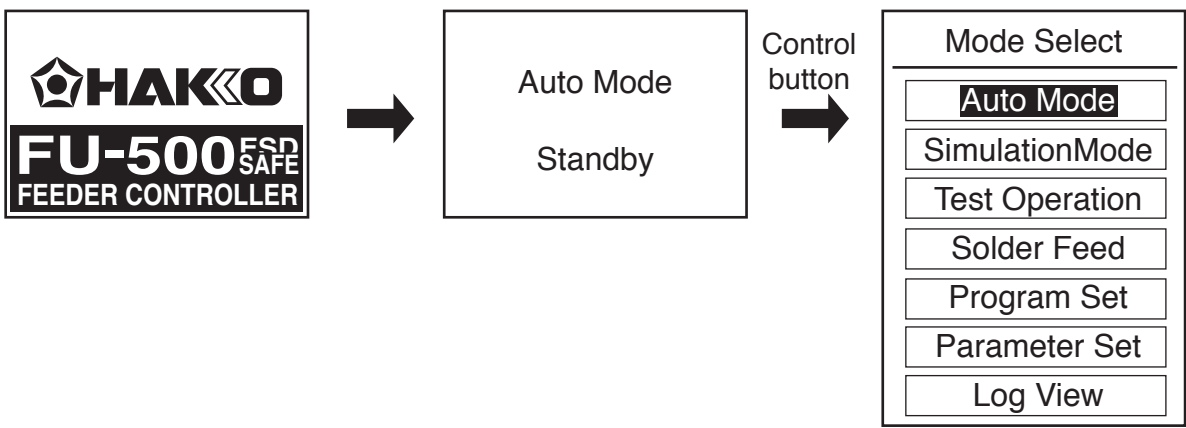 HAKKO
FU-500 ESD SAFE
FEEDER CONTROLLER
Auto Mode
Standby
Control
button
Mode Select
Auto Mode
SimulationMode
Test Operation
Solder Feed
Program Set
Parameter Set
Log View